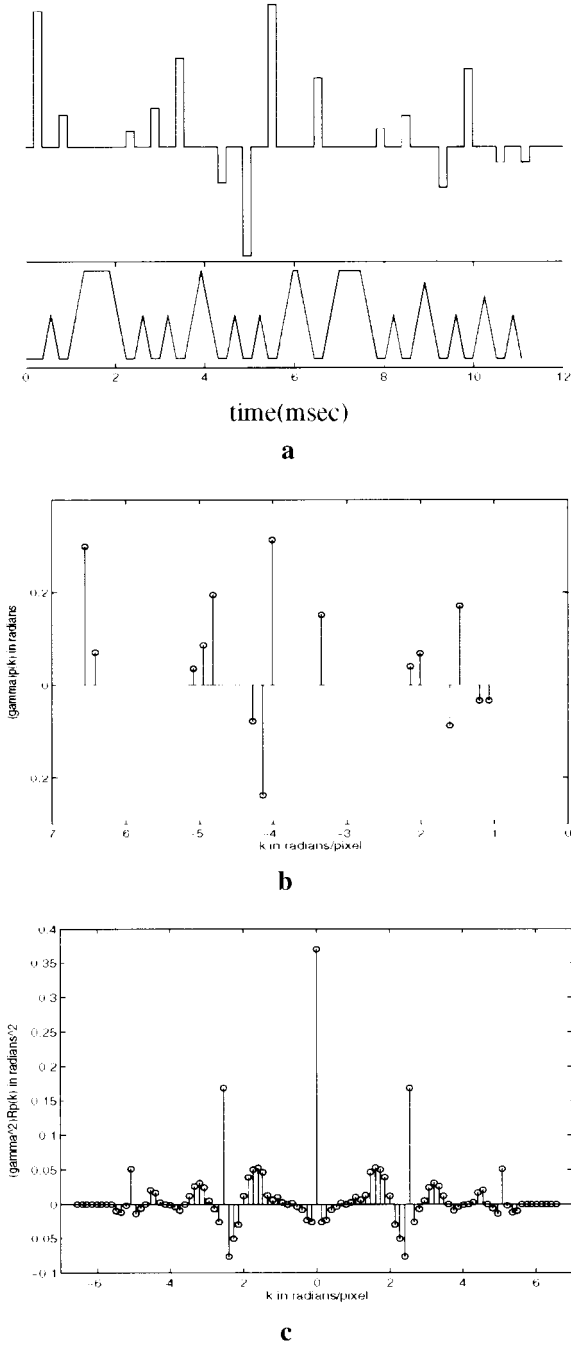 0 2 4 6 8 10 12
time(msec)
a
(gamma)p(k) in radians
0.2
0
0.2
7 6 -5 -4 -3 2 1 0
k in radians/pixel
b
(gamma^2)Rp(k) in radians^2
0.4
0.35
0.3
0.25
0.2
0.15
0.1
0.05
0
0.05
-0.1
-6 -4 2 0 2 4 6
k in radians/pixel
c